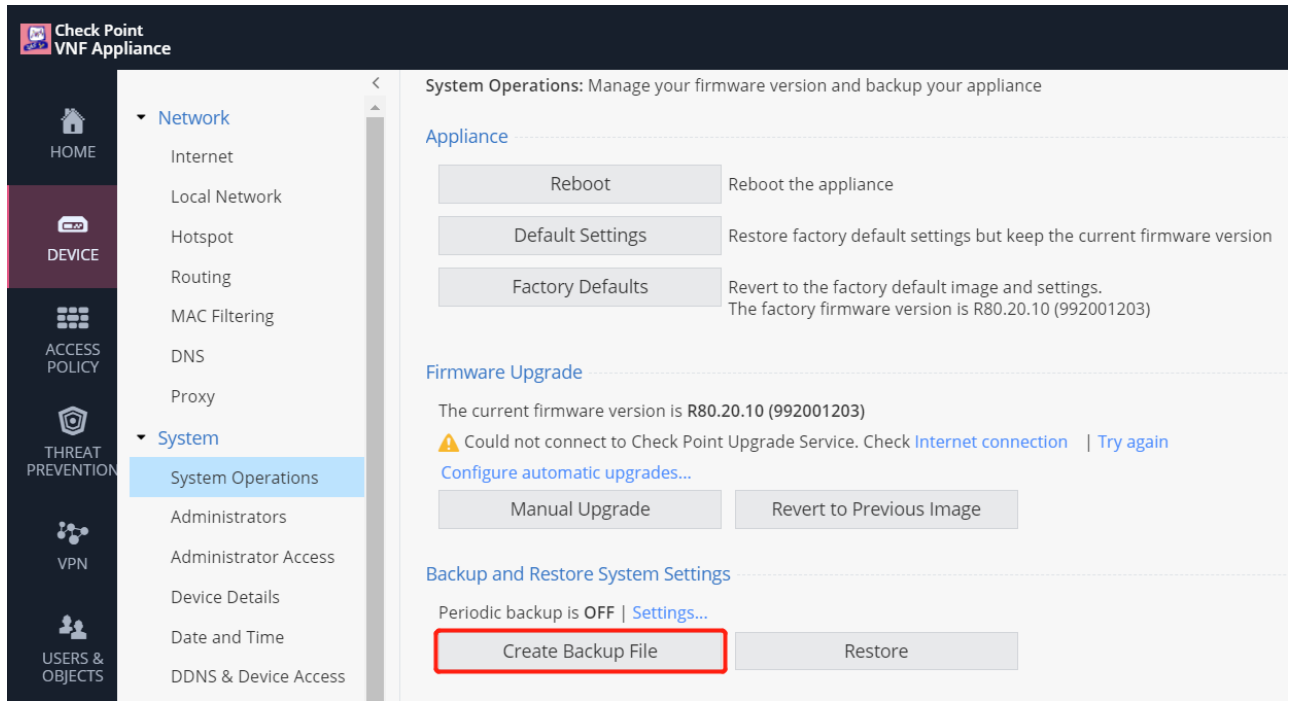 Check Point
VNF Appliance
HOME
DEVICE
ACCESS
POLICY
THREAT
PREVENTION
VPN
USERS &
OBJECTS
Network
Internet
Local Network
Hotspot
Routing
MAC Filtering
DNS
Proxy
System
System Operations
Administrators
Administrator Access
Device Details
Date and Time
DDNS & Device Access
System Operations: Manage your firmware version and backup your appliance
Appliance
Reboot Reboot the appliance
Default Settings Restore factory default settings but keep the current firmware version
Factory Defaults Revert to the factory default image and settings.
The factory firmware version is R80.20.10 (992001203)
Firmware Upgrade
The current firmware version is R80.20.10 (992001203)
Could not connect to Check Point Upgrade Service. Check Internet connection | Try again
Configure automatic upgrades...
Manual Upgrade Revert to Previous Image
Backup and Restore System Settings
Periodic backup is OFF | Settings...
Create Backup File Restore